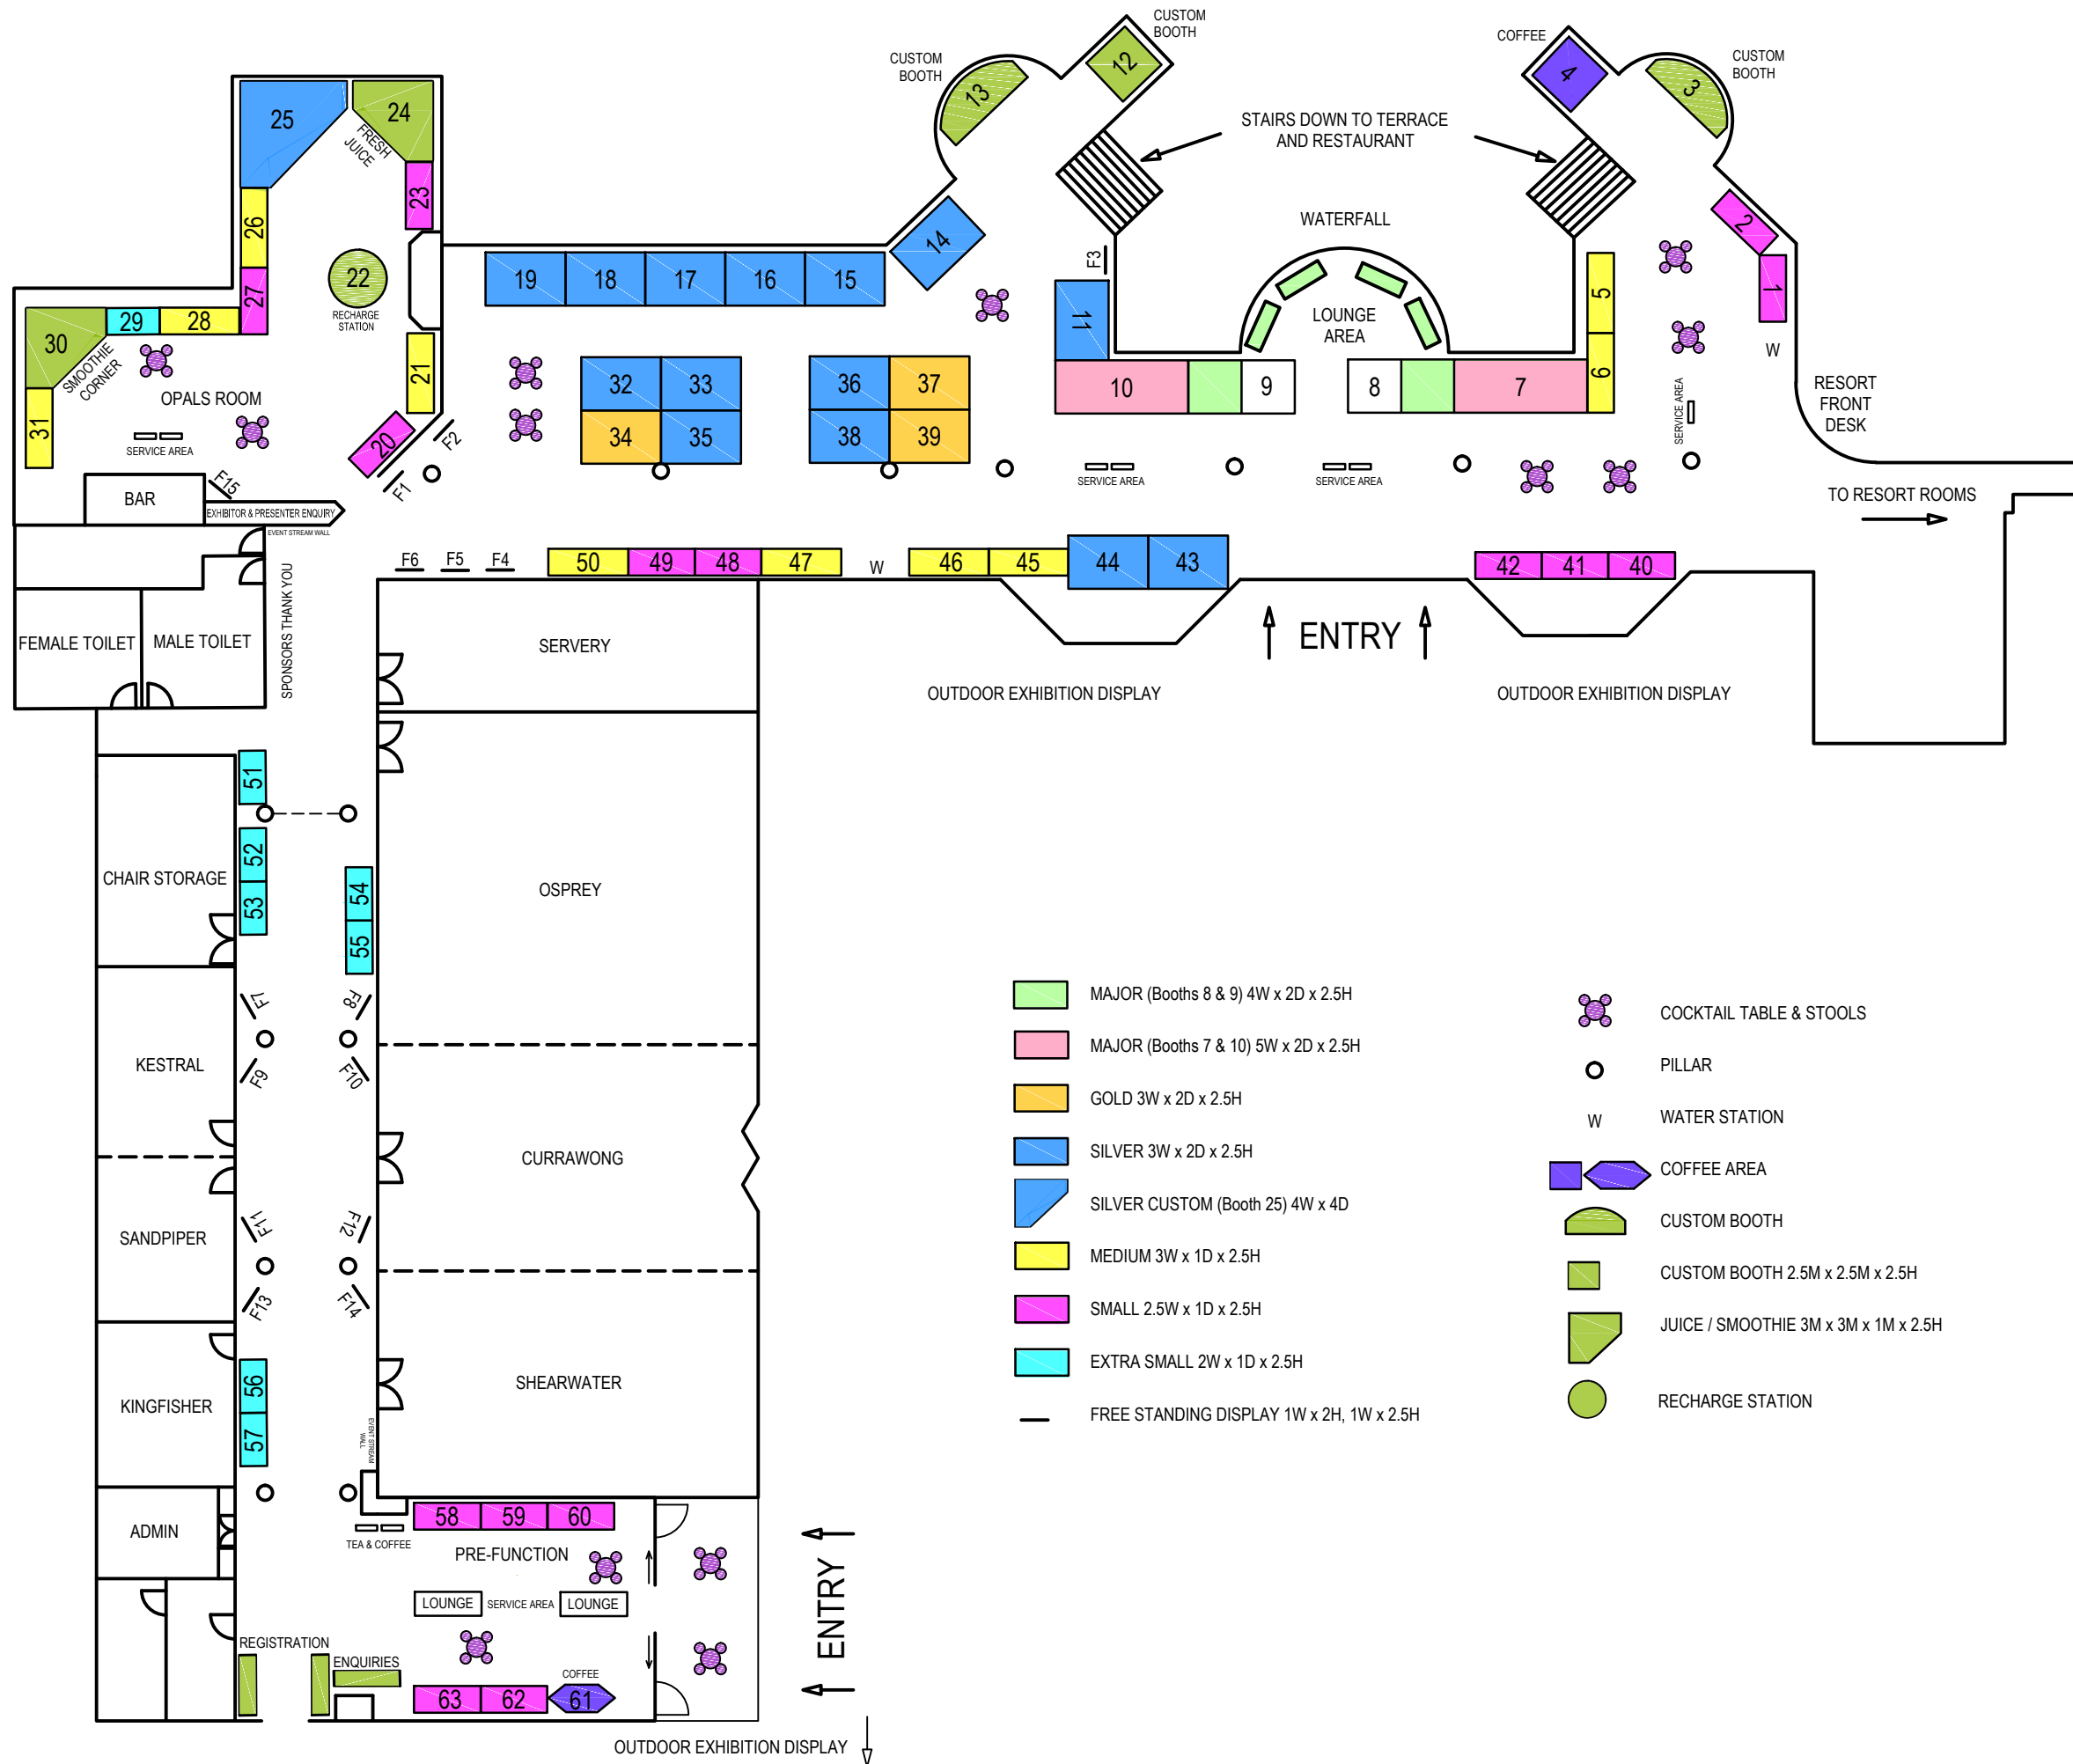 CUSTOM
BOOTH
12
CUSTOM
BOOTH
13
COFFEE
4
CUSTOM
BOOTH
3
25
24
FRESH
JUICE
23
26
27
22
RECHARGE
STATION
STAIRS DOWN TO TERRACE
AND RESTAURANT
WATERFALL
14
19
18
17
16
15
F3
11
LOUNGE
AREA
2
1
W
5
6
30
29
28
SMOOTHIE
CORNER
OPALS ROOM
31
21
20
F2
F1
SERVICE AREA
BAR
F15
EXHIBITOR & PRESENTER ENQUIRY
EVENT STREAM WALL
32
33
34
35
36
37
38
39
10
9
8
7
SERVICE AREA
SERVICE AREA
SERVICE AREA
RESORT
FRONT
DESK
TO RESORT ROOMS
F6
F5
F4
50
49
48
47
W
46
45
44
43
42
41
40
ENTRY
FEMALE TOILET
MALE TOILET
SPONSORS THANK YOU
SERVERY
OUTDOOR EXHIBITION DISPLAY
OUTDOOR EXHIBITION DISPLAY
51
52
53
54
55
CHAIR STORAGE
OSPREY
F7
F8
F9
F10
KESTRAL
CURRAWONG
SANDPIPER
F11
F12
F13
F14
KINGFISHER
SHEARWATER
56
57
EVENT STREAM
WALL
ADMIN
TEA & COFFEE
58
59
60
PRE-FUNCTION
LOUNGE
SERVICE AREA
LOUNGE
REGISTRATION
ENQUIRIES
COFFEE
63
62
61
ENTRY
OUTDOOR EXHIBITION DISPLAY
MAJOR (Booths 8 & 9) 4W x 2D x 2.5H
MAJOR (Booths 7 & 10) 5W x 2D x 2.5H
GOLD 3W x 2D x 2.5H
SILVER 3W x 2D x 2.5H
SILVER CUSTOM (Booth 25) 4W x 4D
MEDIUM 3W x 1D x 2.5H
SMALL 2.5W x 1D x 2.5H
EXTRA SMALL 2W x 1D x 2.5H
FREE STANDING DISPLAY 1W x 2H, 1W x 2.5H
COCKTAIL TABLE & STOOLS
PILLAR
W
WATER STATION
COFFEE AREA
CUSTOM BOOTH
CUSTOM BOOTH 2.5M x 2.5M x 2.5H
JUICE / SMOOTHIE 3M x 3M x 1M x 2.5H
RECHARGE STATION